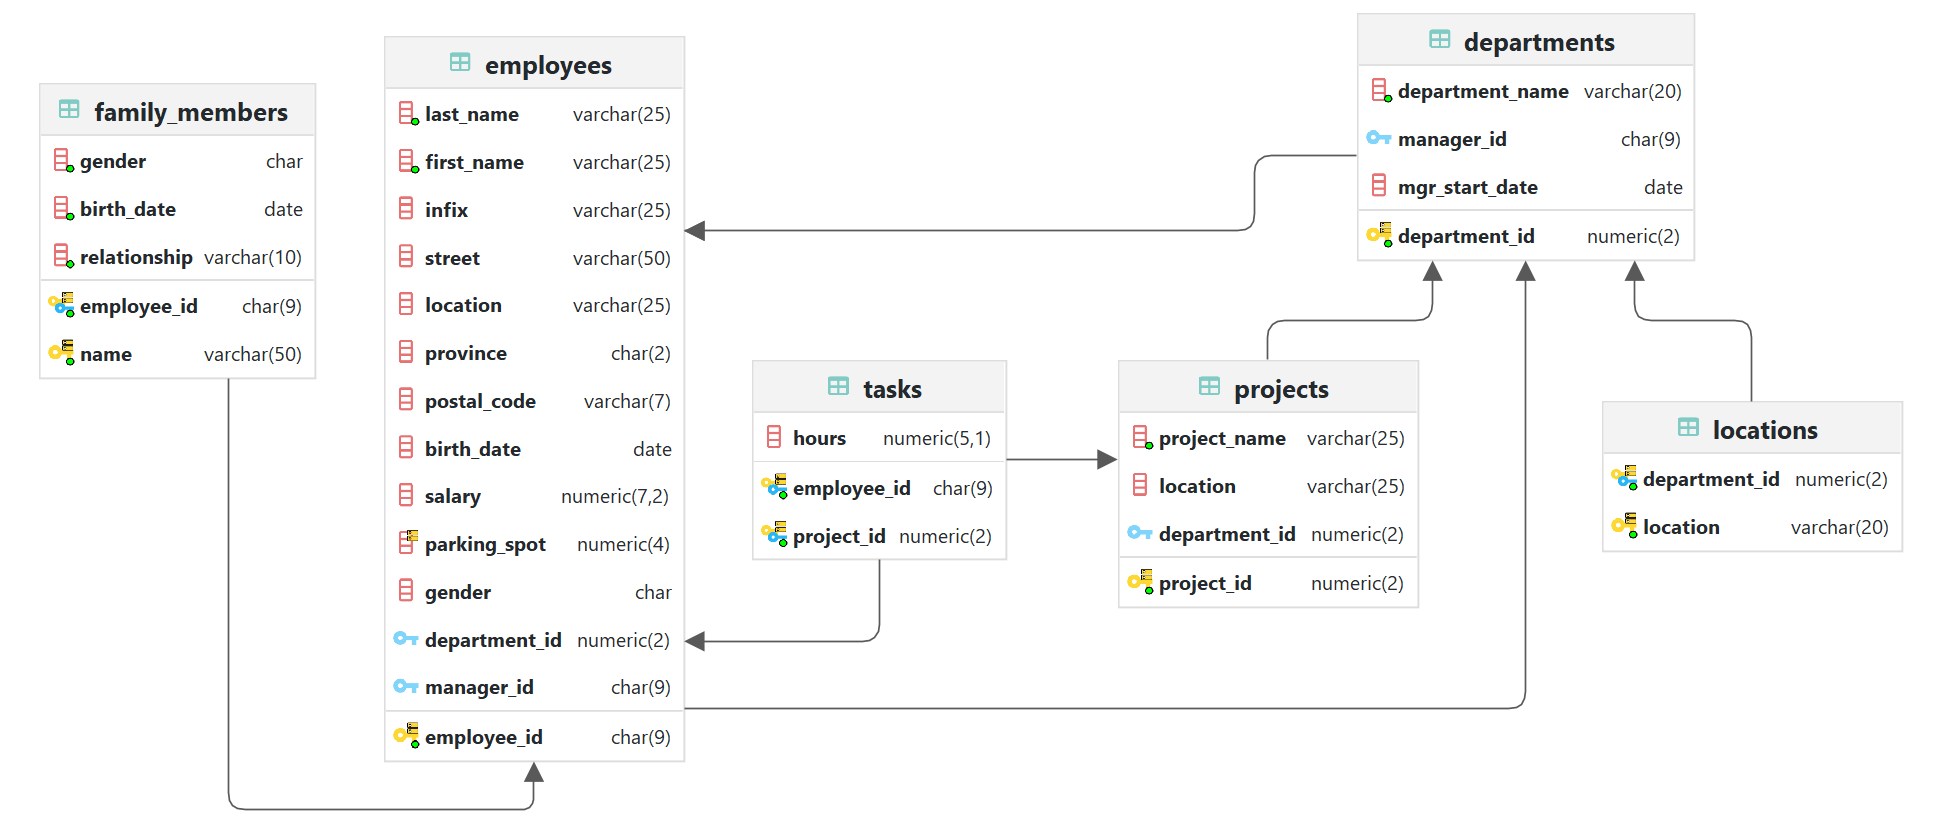 family_members
gender char
birth_date date
relationship varchar(10)
employee_id char(9)
name varchar(50)
employees
last_name varchar(25)
first_name varchar(25)
infix varchar(25)
street varchar(50)
location varchar(25)
province char(2)
postal_code varchar(7)
birth_date date
salary numeric(7,2)
parking_spot numeric(4)
gender char
department_id numeric(2)
manager_id char(9)
employee_id char(9)
tasks
hours numeric(5,1)
employee_id char(9)
project_id numeric(2)
projects
project_name varchar(25)
location varchar(25)
department_id numeric(2)
project_id numeric(2)
departments
department_name varchar(20)
manager_id char(9)
mgr_start_date date
department_id numeric(2)
locations
department_id numeric(2)
location varchar(20)